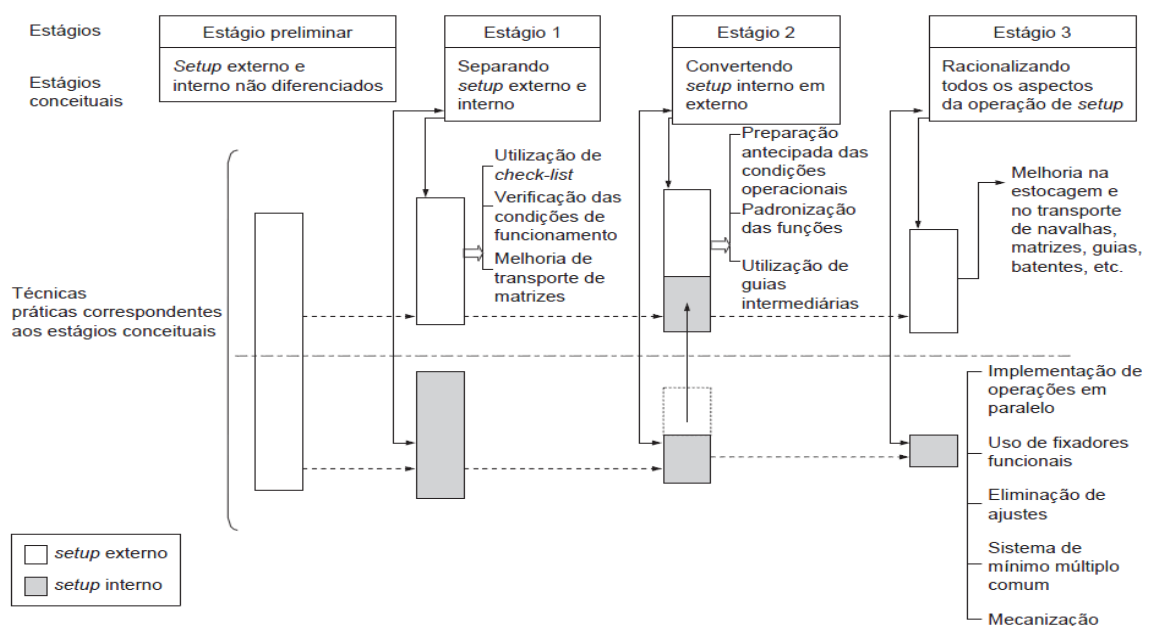 Estágios
Estágio preliminar
Estágio 1
Estágio 2
Estágio 3
Estágios
conceituais
Setup externo e
interno não diferenciados
Separando
setup externo e
interno
Convertendo
setup interno em
externo
Racionalizando
todos os aspectos
da operação de setup
Técnicas
práticas correspondentes
aos estágios conceituais
Utilização de
check-list
Verificação das
condições de
funcionamento
Melhoria de
transporte de
matrizes
Preparação
antecipada das
condições
operacionais
Padronização
das funções
Utilização de
guias
intermediárias
Melhoria na
estocagem e
no transporte
de navalhas,
matrizes, guias,
batentes, etc.
Implementação de
operações em
paralelo
Uso de fixadores
funcionais
Eliminação de
ajustes
Sistema de
mínimo múltiplo
comum
Mecanização
setup externo
setup interno